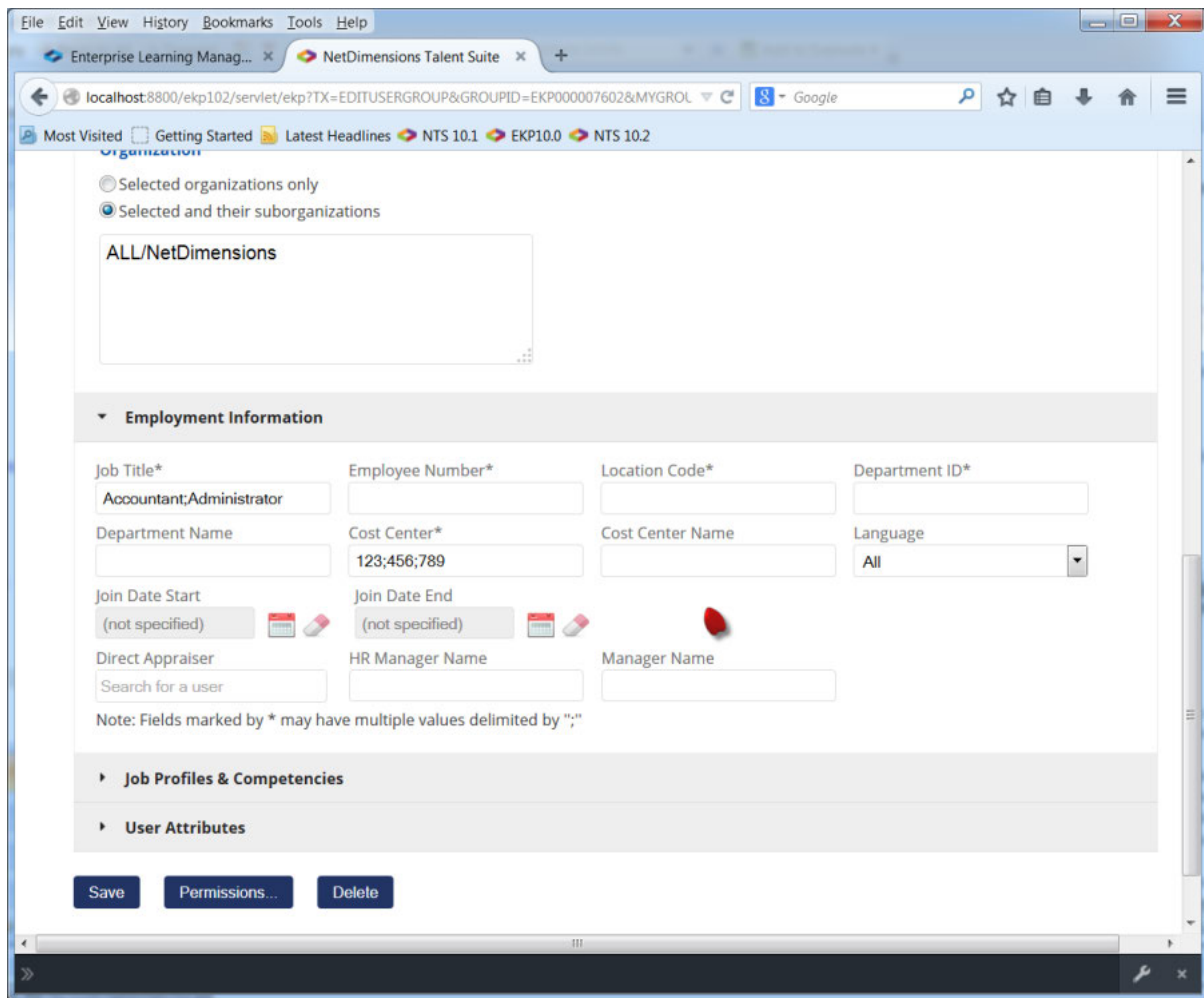 File Edit View History Bookmarks Tools Help
Enterprise Learning Manag... × NetDimensions Talent Suite × +
localhost:8800/ekp102/servlet/ekp?TX=EDITUSERGROUP&GROUPID=EKP000007602&MYGROU 8 Google
Most Visited Getting Started Latest Headlines NTS 10.1 EKP10.0 NTS 10.2
Organization
Selected organizations only
Selected and their suborganizations
ALL/NetDimensions
Employment Information
Job Title* Employee Number* Location Code* Department ID*
Accountant;Administrator
Department Name Cost Center* Cost Center Name Language
123;456;789 All
Join Date Start Join Date End
(not specified) (not specified)
Direct Appraiser HR Manager Name Manager Name
Search for a user
Note: Fields marked by * may have multiple values delimited by ";"
Job Profiles & Competencies
User Attributes
Save Permissions... Delete